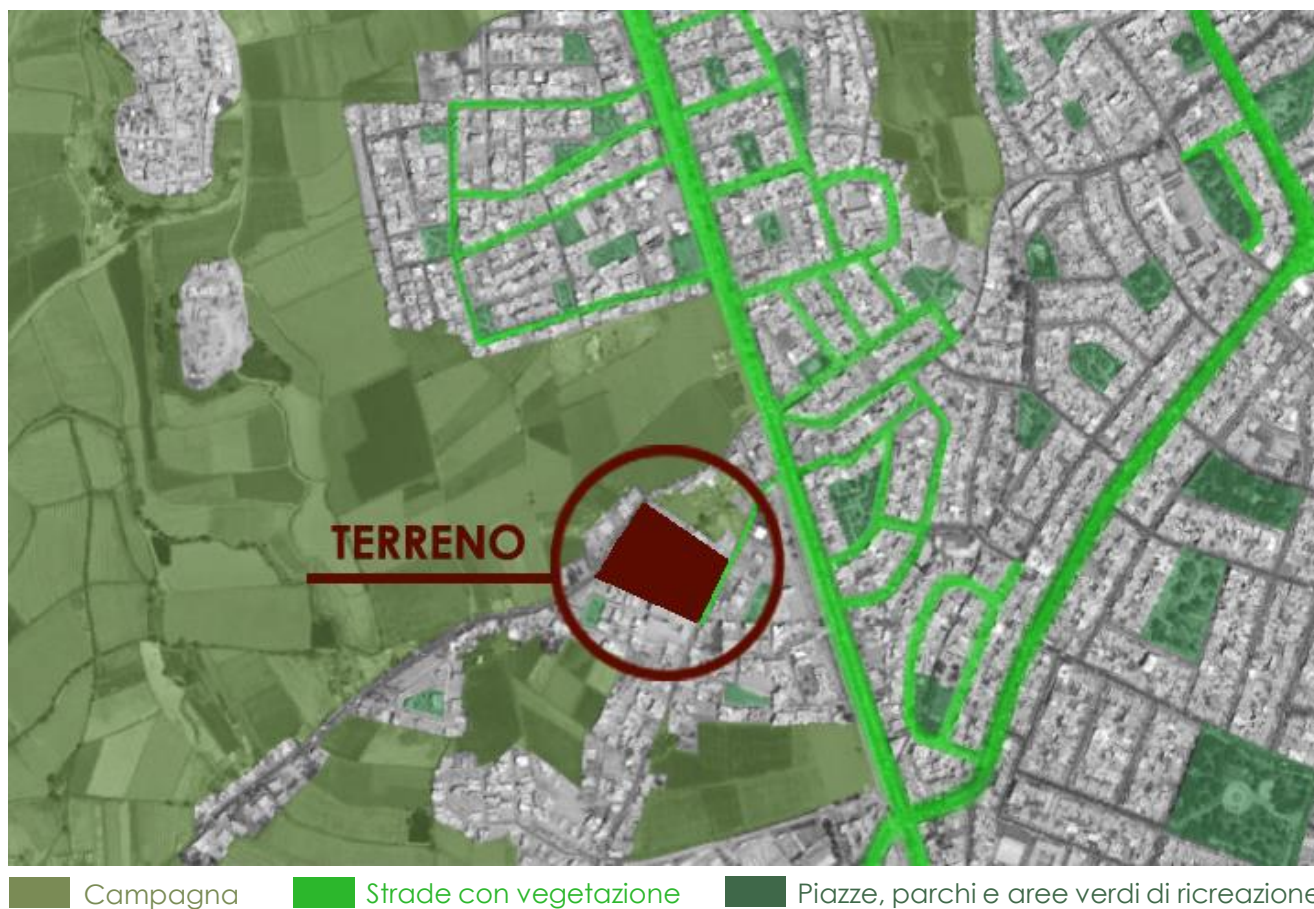 TERRENO
Campagna
Strade con vegetazione
Piazze, parchi e aree verdi di ricreazione